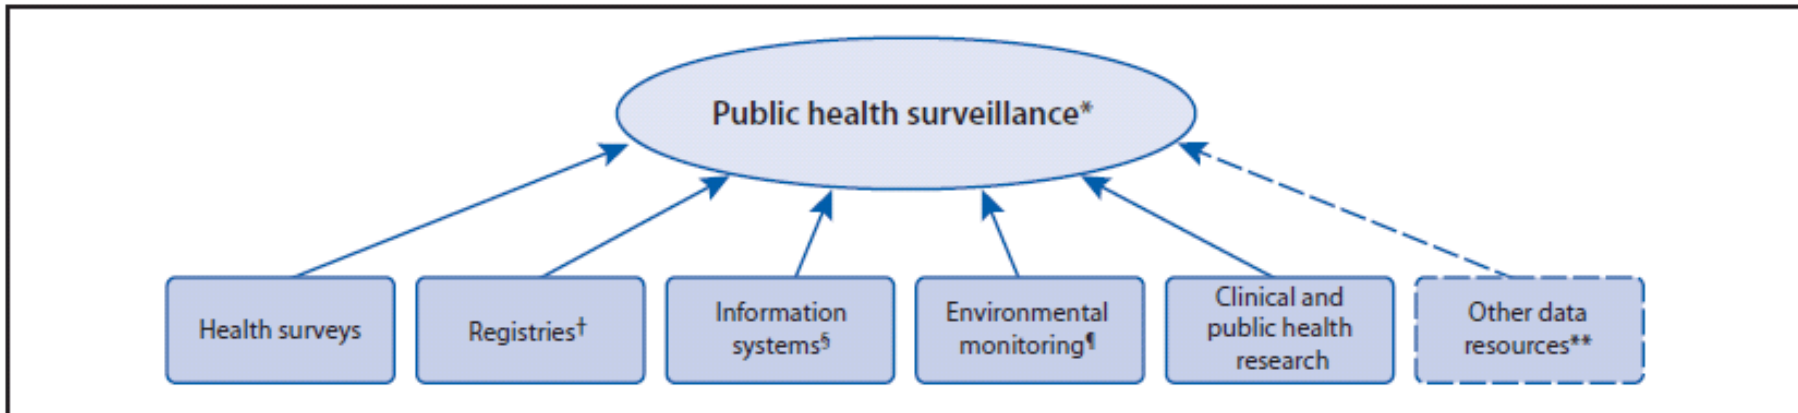 Public health surveillance*
Health surveys
Registries†
Information
systems§
Environmental
monitoring¶
Clinical and
public health
research
Other data
resources**